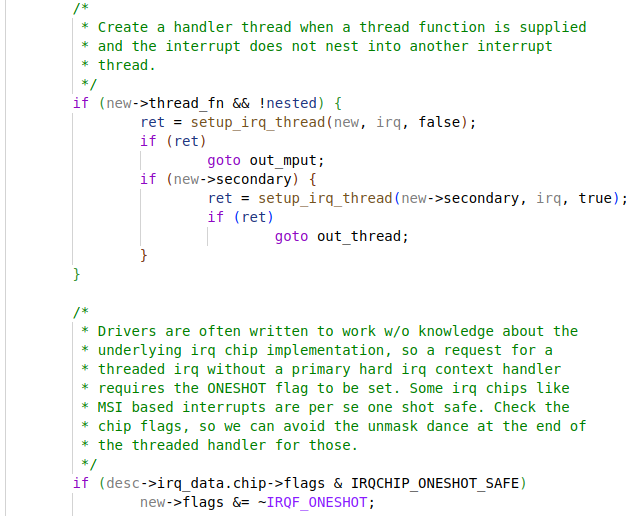 /*
 * Create a handler thread when a thread function is supplied
 * and the interrupt does not nest into another interrupt
 * thread.
 */
if (new->thread_fn && !nested) {
        ret = setup_irq_thread(new, irq, false);
        if (ret)
                goto out_mput;
        if (new->secondary) {
                ret = setup_irq_thread(new->secondary, irq, true);
                if (ret)
                        goto out_thread;
        }
}

/*
 * Drivers are often written to work w/o knowledge about the
 * underlying irq chip implementation, so a request for a
 * threaded irq without a primary hard irq context handler
 * requires the ONESHOT flag to be set. Some irq chips like
 * MSI based interrupts are per se one shot safe. Check the
 * chip flags, so we can avoid the unmask dance at the end of
 * the threaded handler for those.
 */
if (desc->irq_data.chip->flags & IRQCHIP_ONESHOT_SAFE)
        new->flags &= ~IRQF_ONESHOT;